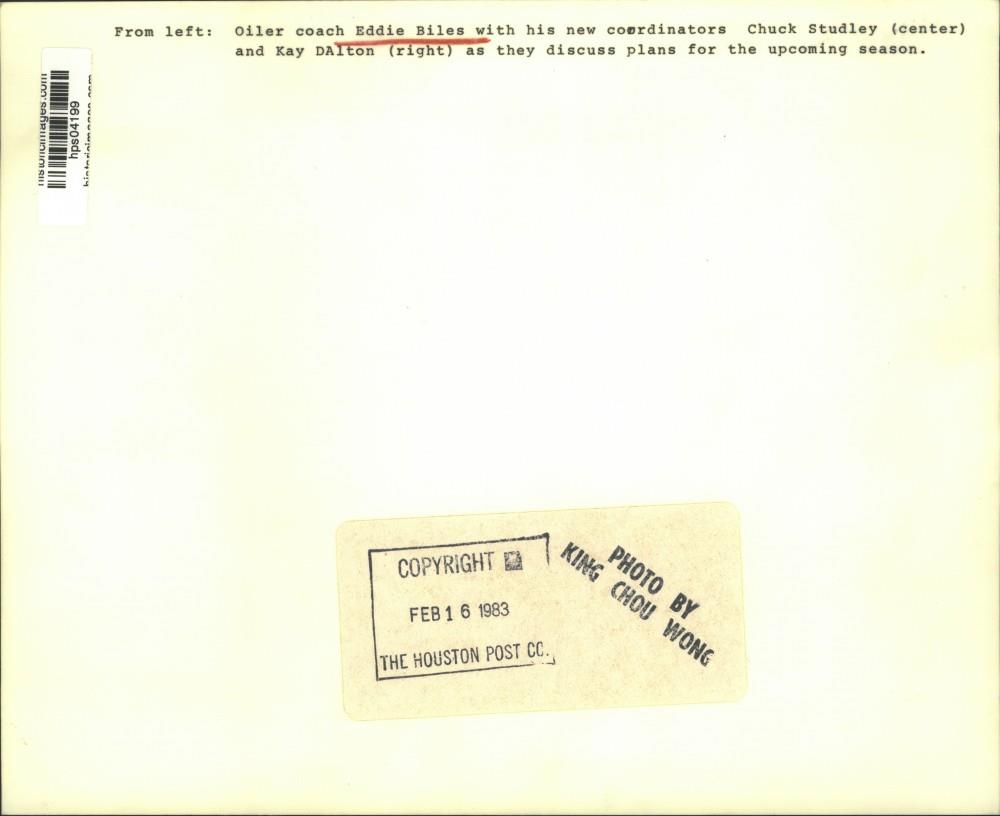 From left: Oiler coach Eddie Biles with his new coordinators Chuck Studley (center)
and Kay DAlton (right) as they discuss plans for the upcoming season.
hps04199
COPYRIGHT
FEB 16 1983
THE HOUSTON POST CO.
PHOTO BY
KING CHOU WONG